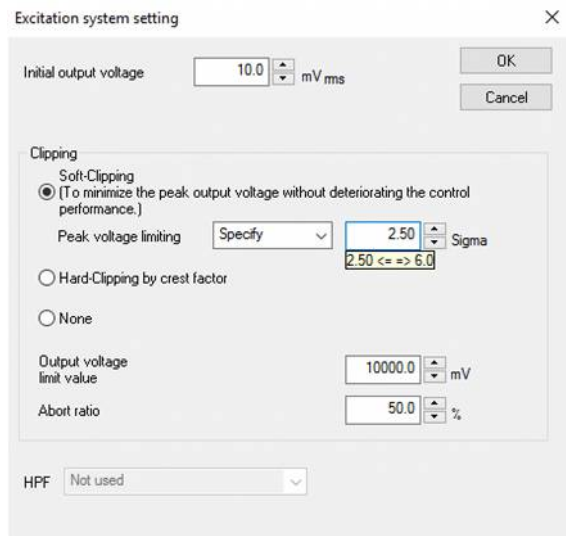 Excitation system setting
Initial output voltage 10.0 mV rms
OK
Cancel
Clipping
Soft-Clipping
(To minimize the peak output voltage without deteriorating the control
performance.)
Peak voltage limiting Specify 2.50 Sigma
2.50 <= => 6.0
Hard-Clipping by crest factor
None
Output voltage
limit value 10000.0 mV
Abort ratio 50.0 %
HPF Not used